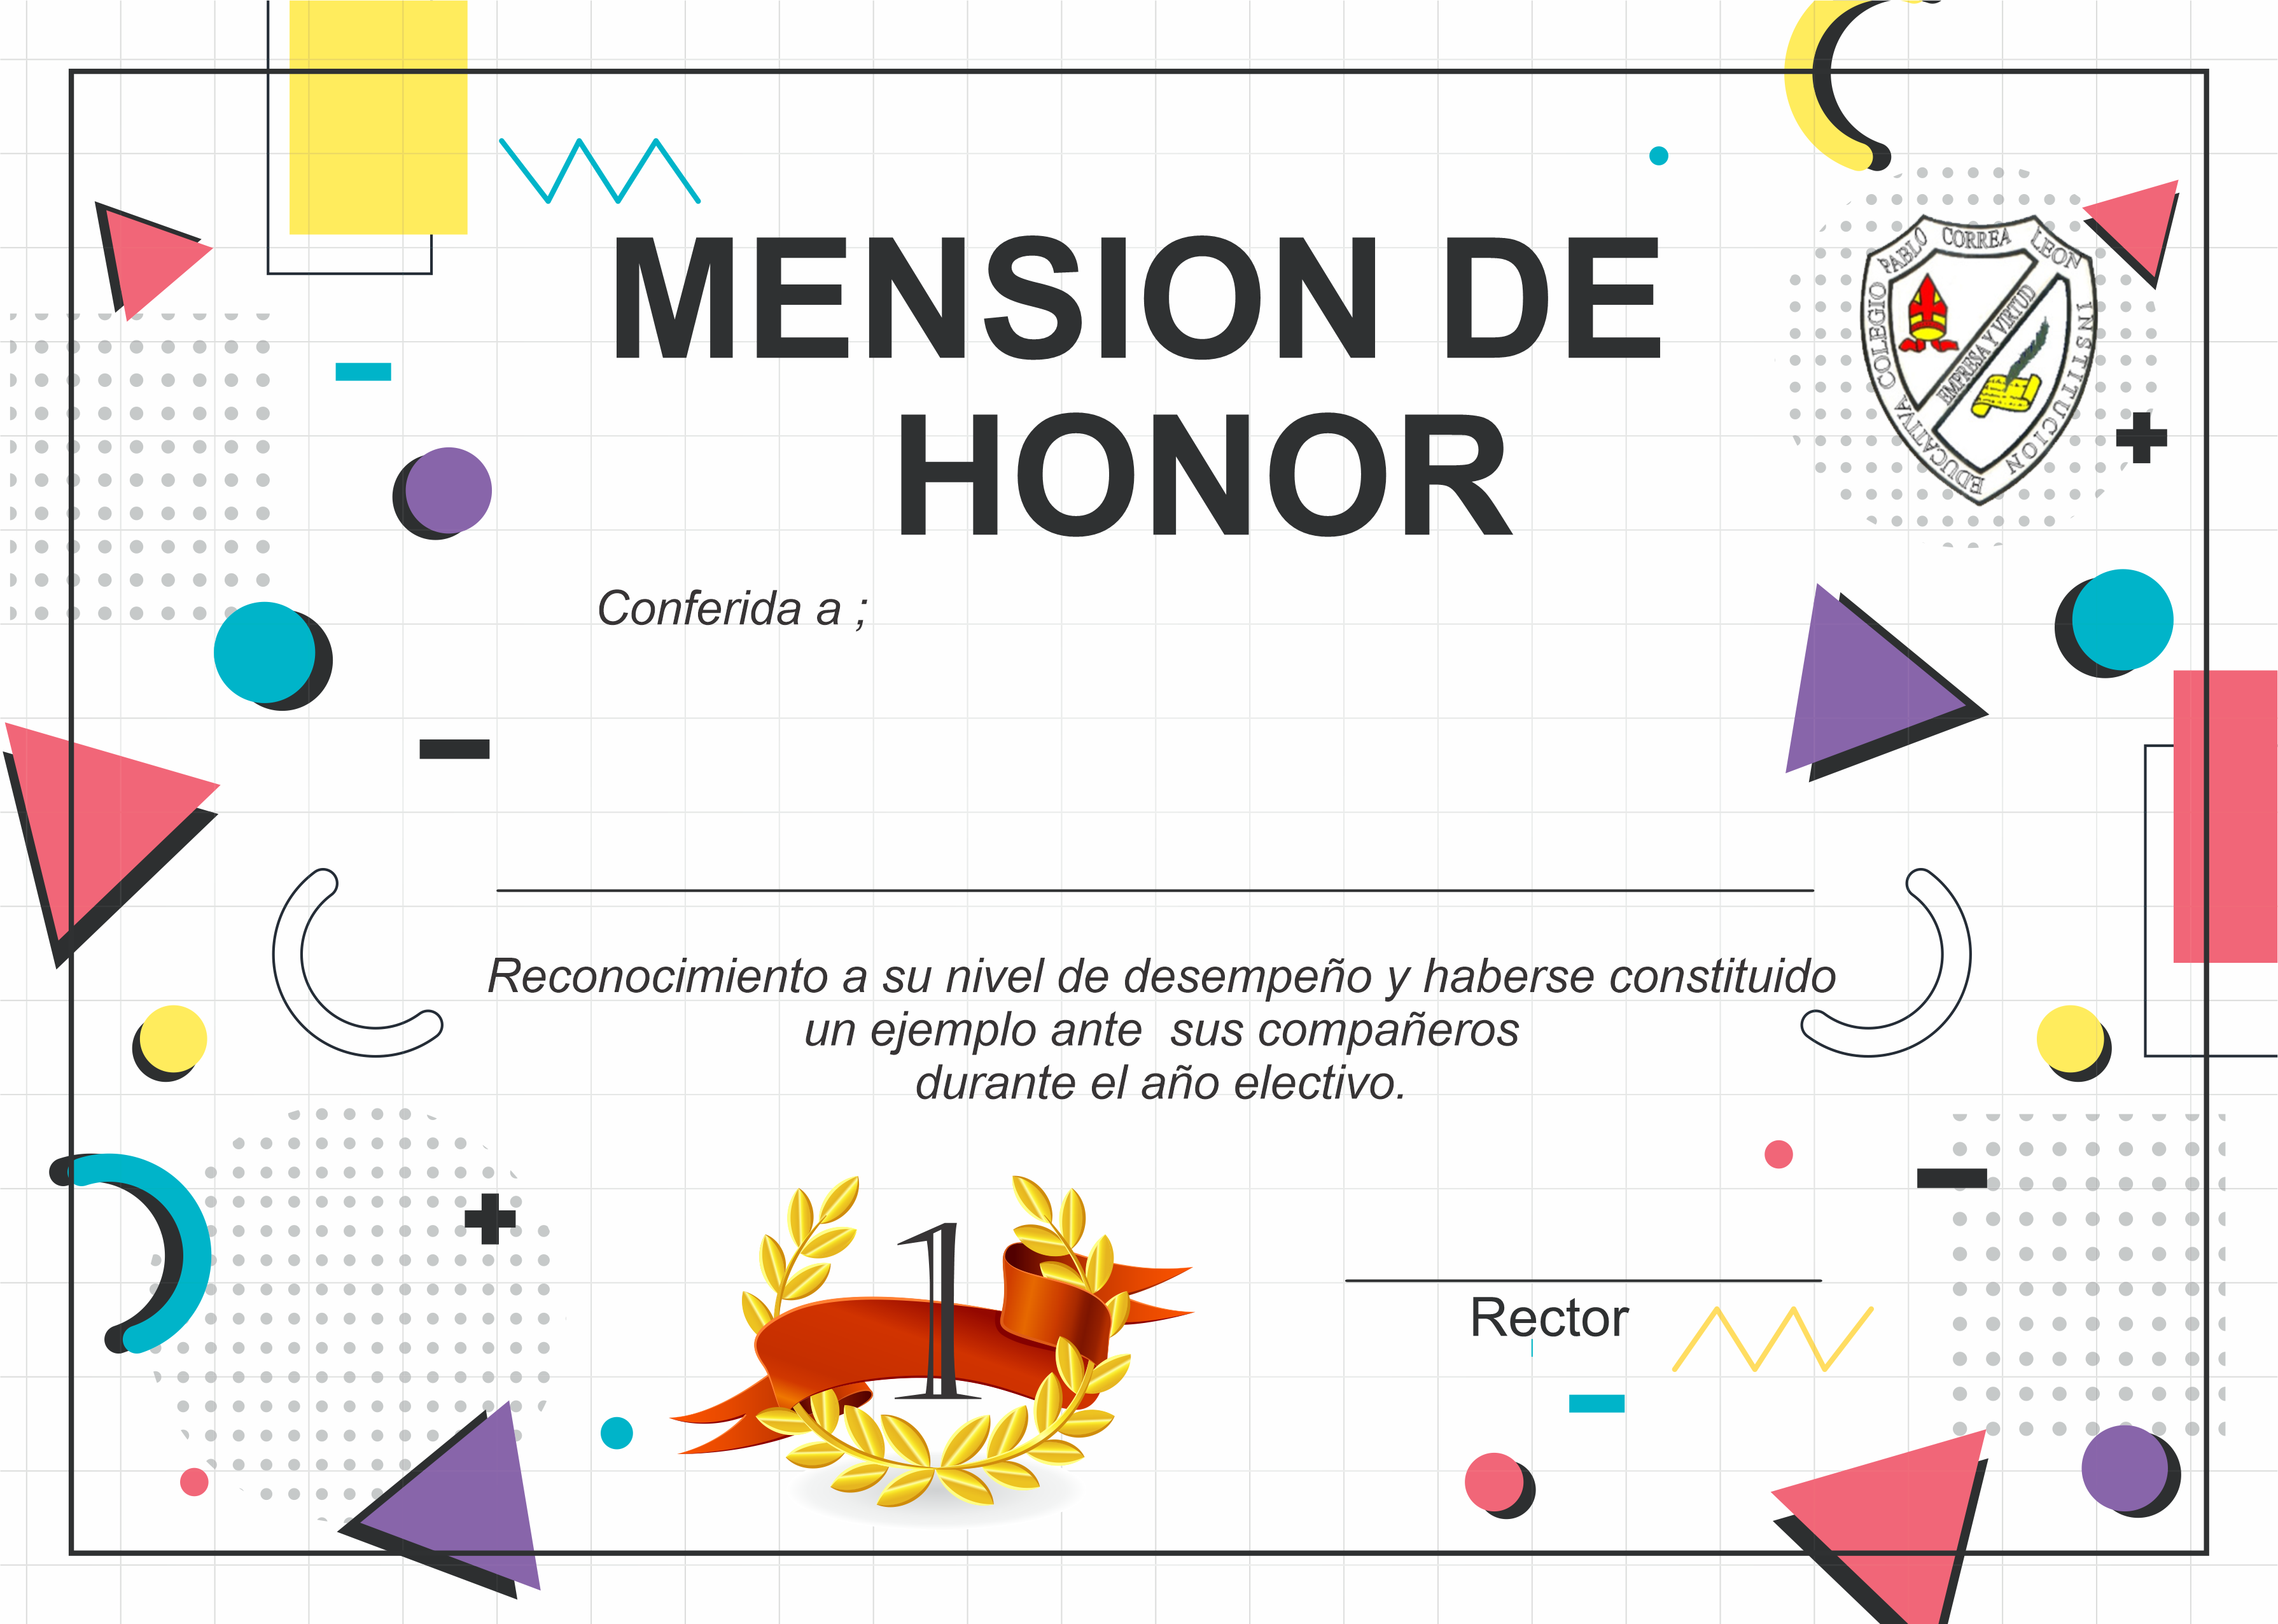 MENSION DE
HONOR
PABLO CORREA LEON
COLEGIO
INSTITUCION
EDUCATIVA
EMPRESA Y VIRTUD
Conferida a ;
Reconocimiento a su nivel de desempeño y haberse constituido
un ejemplo ante  sus compañeros
durante el año electivo.
1
Rector